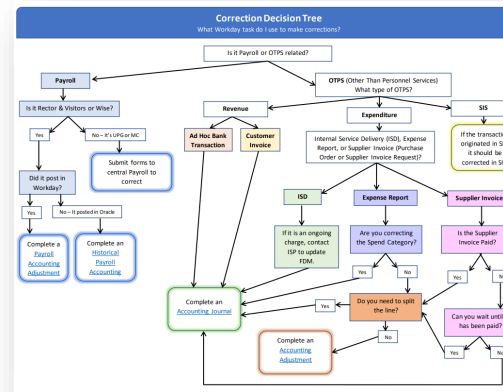 Correction Decision Tree
What Workday task do I use to make corrections?
Is it Payroll or OTPS related?
Payroll
OTPS (Other Than Personnel Services)
What type of OTPS?
Is it Rector & Visitors or Wise?
Revenue
Expenditure
SIS
Yes
No – it's UPG or MC
Ad Hoc Bank
Transaction
Customer
Invoice
Internal Service Delivery (ISD), Expense
Report, or Supplier Invoice (Purchase
Order or Supplier Invoice Request)?
If the
originated in
it should be
corrected in
Submit forms to
central Payroll to
correct
Did it post in
Workday?
ISD
Expense Report
Supplier Invoice
Yes
No – It posted in Oracle
If it is an ongoing
charge, contact
ISP to update
FDM.
Are you correcting
the Spend Category?
Is the Supplier
Invoice Paid?
Complete a
Payroll
Accounting
Adjustment
Complete an
Historical
Payroll
Accounting
Yes
No
Yes
Complete an
Accounting Journal
Yes
Do you need to split
the line?
Can you wait until
has been paid?
No
Complete an
Accounting
Adjustment
Yes
No